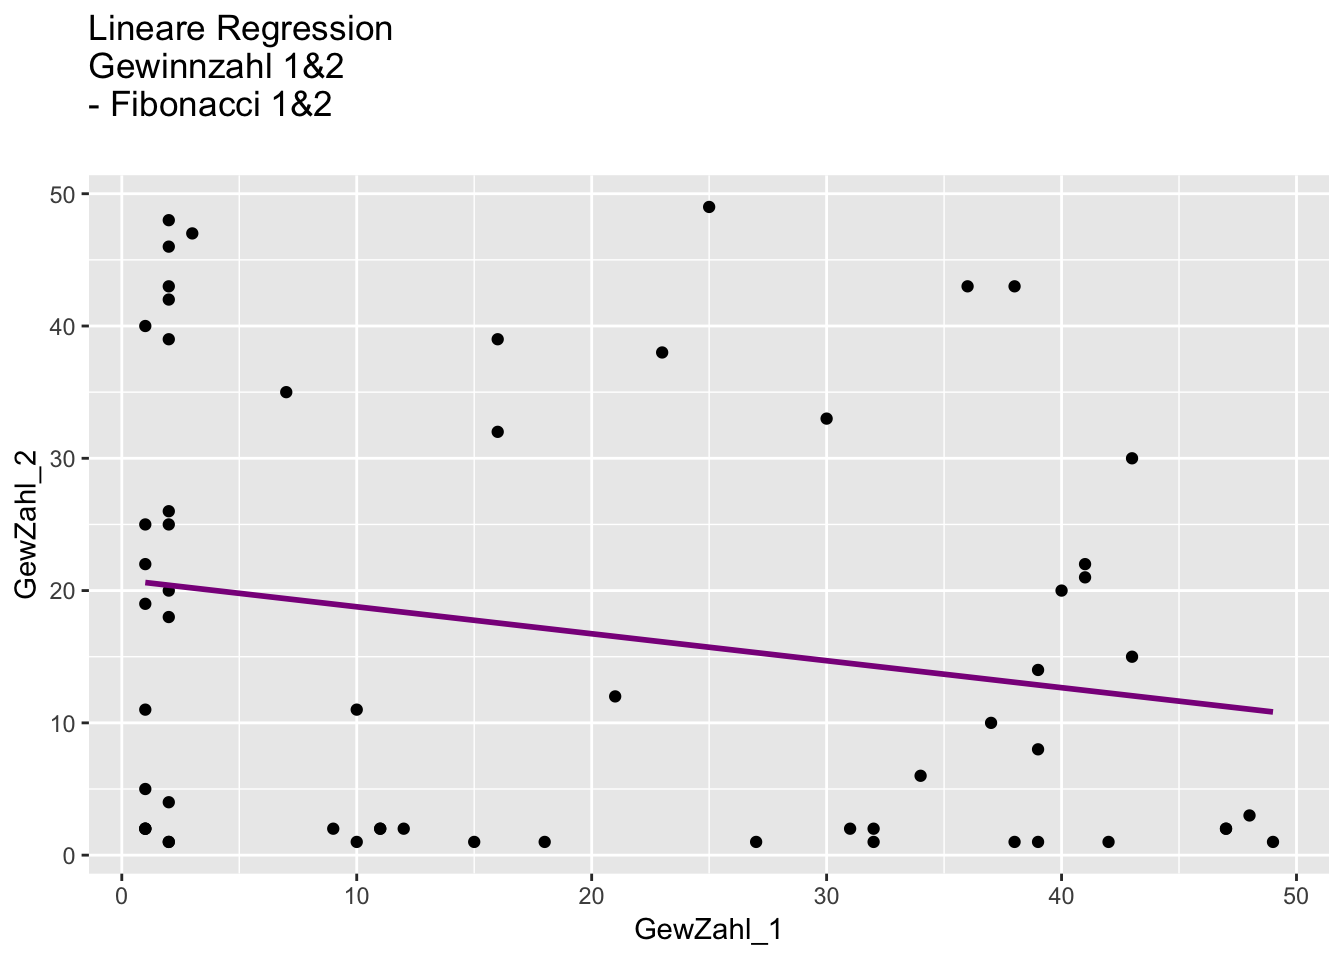 Lineare Regression
Gewinnzahl 1&2
- Fibonacci 1&2
50
40
30
20
10
0
GewZahl_2
0 10 20 30 40 50
GewZahl_1